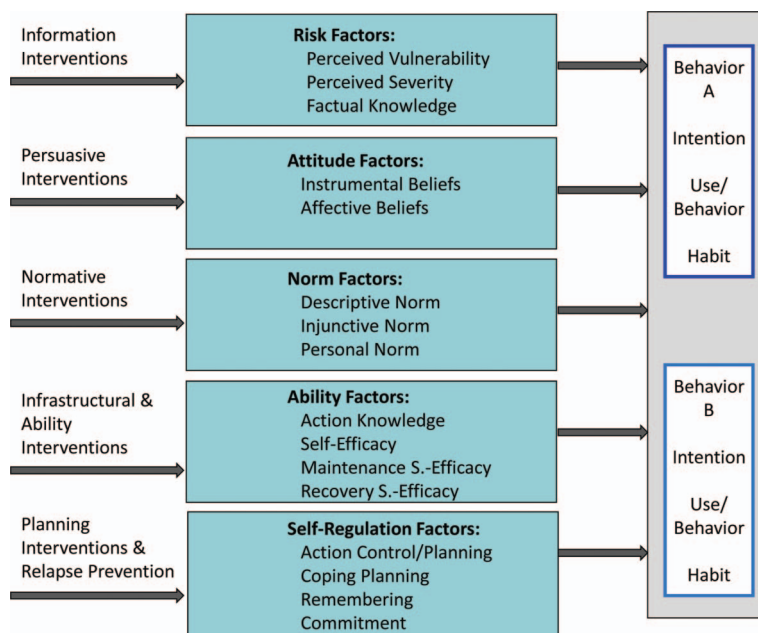 Information
Interventions
Risk Factors:
Perceived Vulnerability
Perceived Severity
Factual Knowledge
Persuasive
Interventions
Attitude Factors:
Instrumental Beliefs
Affective Beliefs
Normative
Interventions
Norm Factors:
Descriptive Norm
Injunctive Norm
Personal Norm
Infrastructural &
Ability
Interventions
Ability Factors:
Action Knowledge
Self-Efficacy
Maintenance S.-Efficacy
Recovery S.-Efficacy
Planning
Interventions &
Relapse Prevention
Self-Regulation Factors:
Action Control/Planning
Coping Planning
Remembering
Commitment
Behavior
A
Intention
Use/
Behavior
Habit
Behavior
B
Intention
Use/
Behavior
Habit